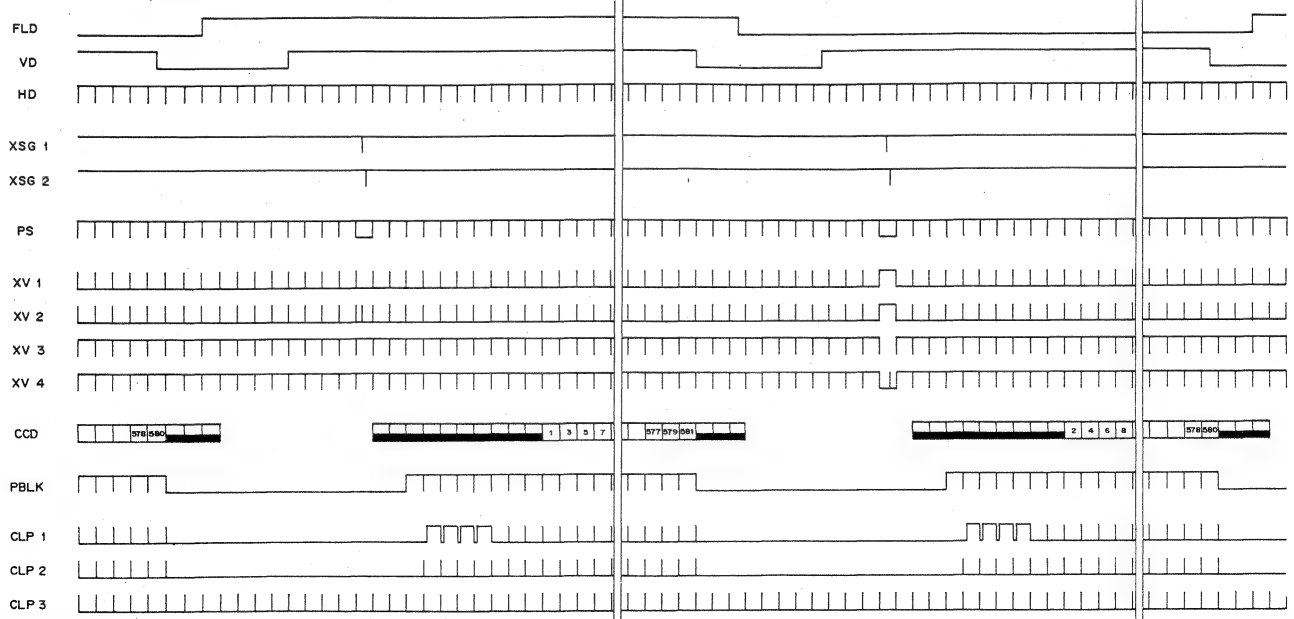 FLD
VD
HD
XSG 1
XSG 2
PS
XV 1
XV 2
XV 3
XV 4
CCD 578 580 1 3 5 7 577 579 581 2 4 6 8 578 580
PBLK
CLP 1
CLP 2
CLP 3